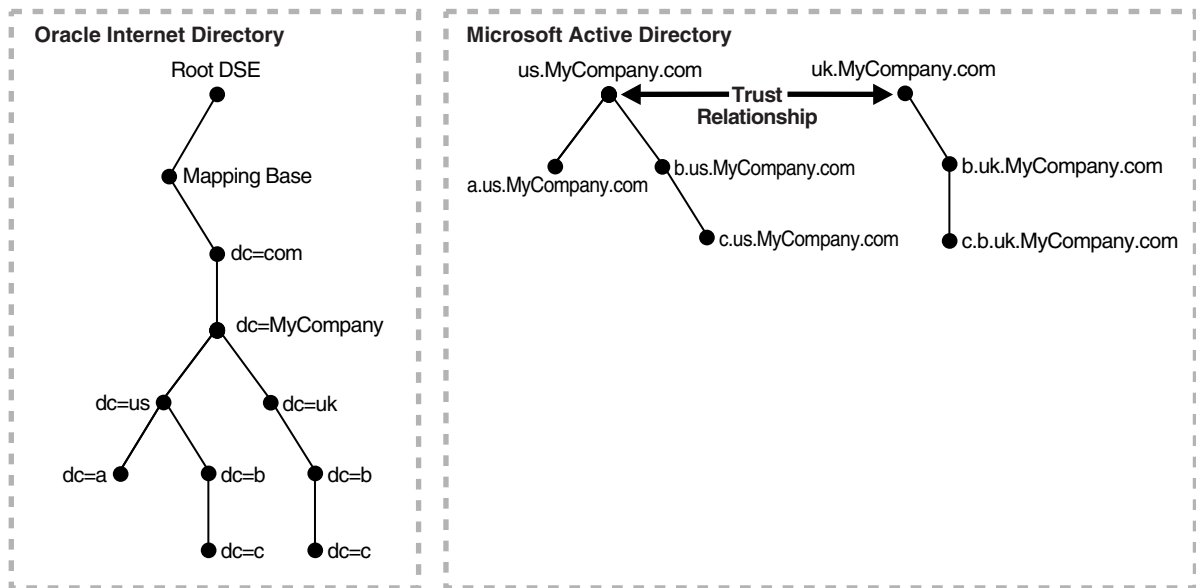 Oracle Internet Directory
Root DSE
Mapping Base
dc=com
dc=MyCompany
dc=us
dc=uk
dc=a
dc=b
dc=b
dc=c
dc=c
Microsoft Active Directory
us.MyCompany.com
uk.MyCompany.com
Trust
Relationship
a.us.MyCompany.com
b.us.MyCompany.com
b.uk.MyCompany.com
c.us.MyCompany.com
c.b.uk.MyCompany.com